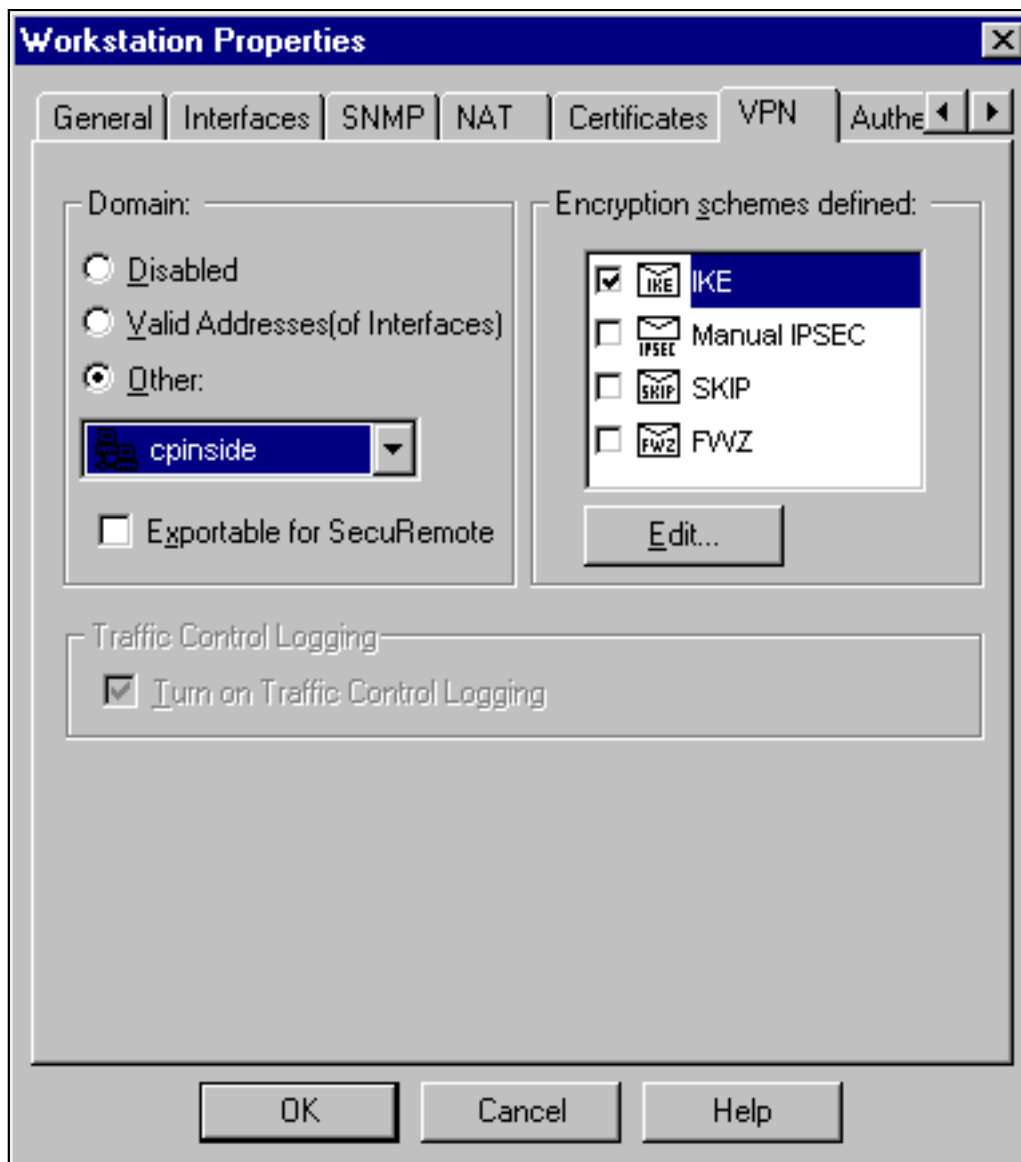 Workstation Properties
General Interfaces SNMP NAT Certificates VPN Authe
Domain:
Disabled
Valid Addresses(of Interfaces)
Other:
cpinside
Exportable for SecuRemote
Encryption schemes defined:
IKE IKE
IPSEC Manual IPSEC
SKIP SKIP
FWZ FWZ
Edit...
Traffic Control Logging
Turn on Traffic Control Logging
OK Cancel Help